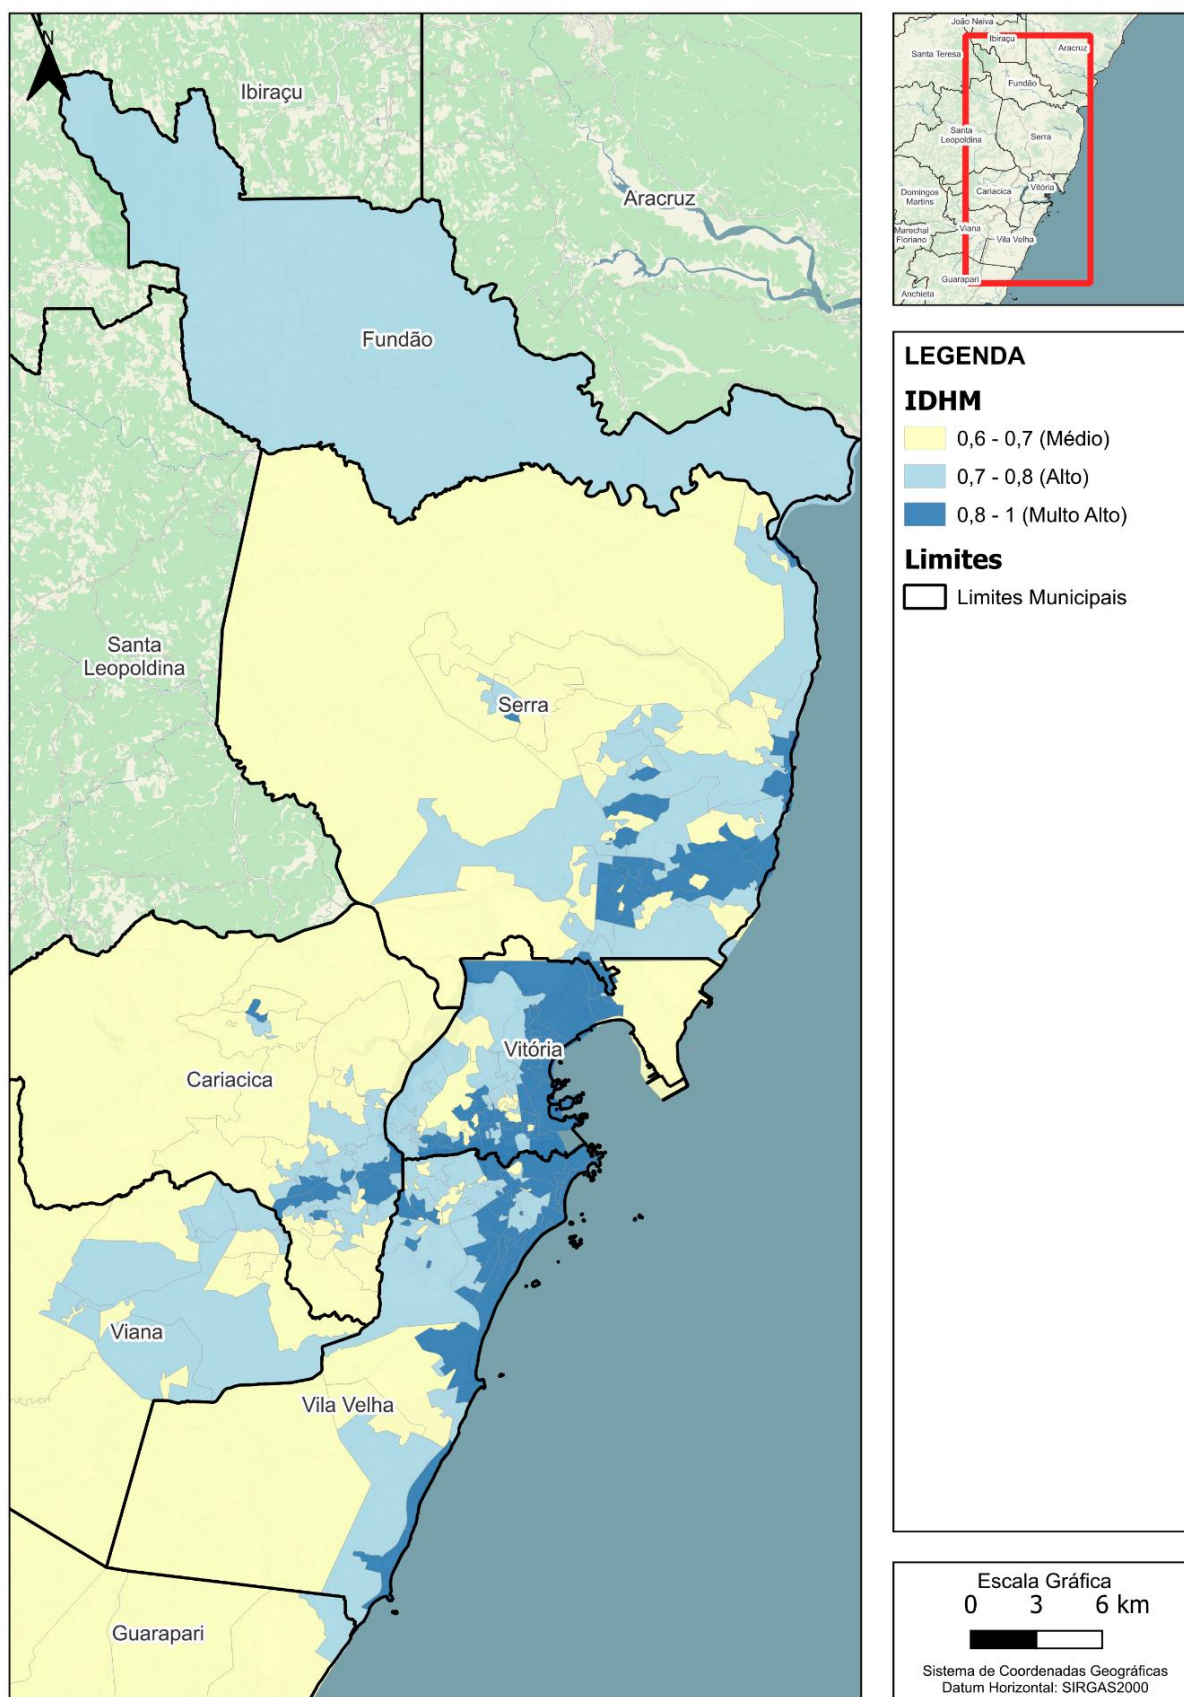 N
Ibiraçu
Aracruz
Fundão
Santa
Leopoldina
Serra
Vitória
Cariacica
Viana
Vila Velha
Guarapari
João Neiva
Ibiraçu
Santa Teresa
Aracruz
Fundão
Santa
Leopoldina
Serra
Cariacica
Vitória
Domingos
Martins
Viana
Marechal
Floriano
Vila Velha
Guarapari
Anchieta
LEGENDA
IDHM
0,6 - 0,7 (Médio)
0,7 - 0,8 (Alto)
0,8 - 1 (Multo Alto)
Limites
Limites Municipais
Escala Gráfica
0 3 6 km
Sistema de Coordenadas Geográficas
Datum Horizontal: SIRGAS2000